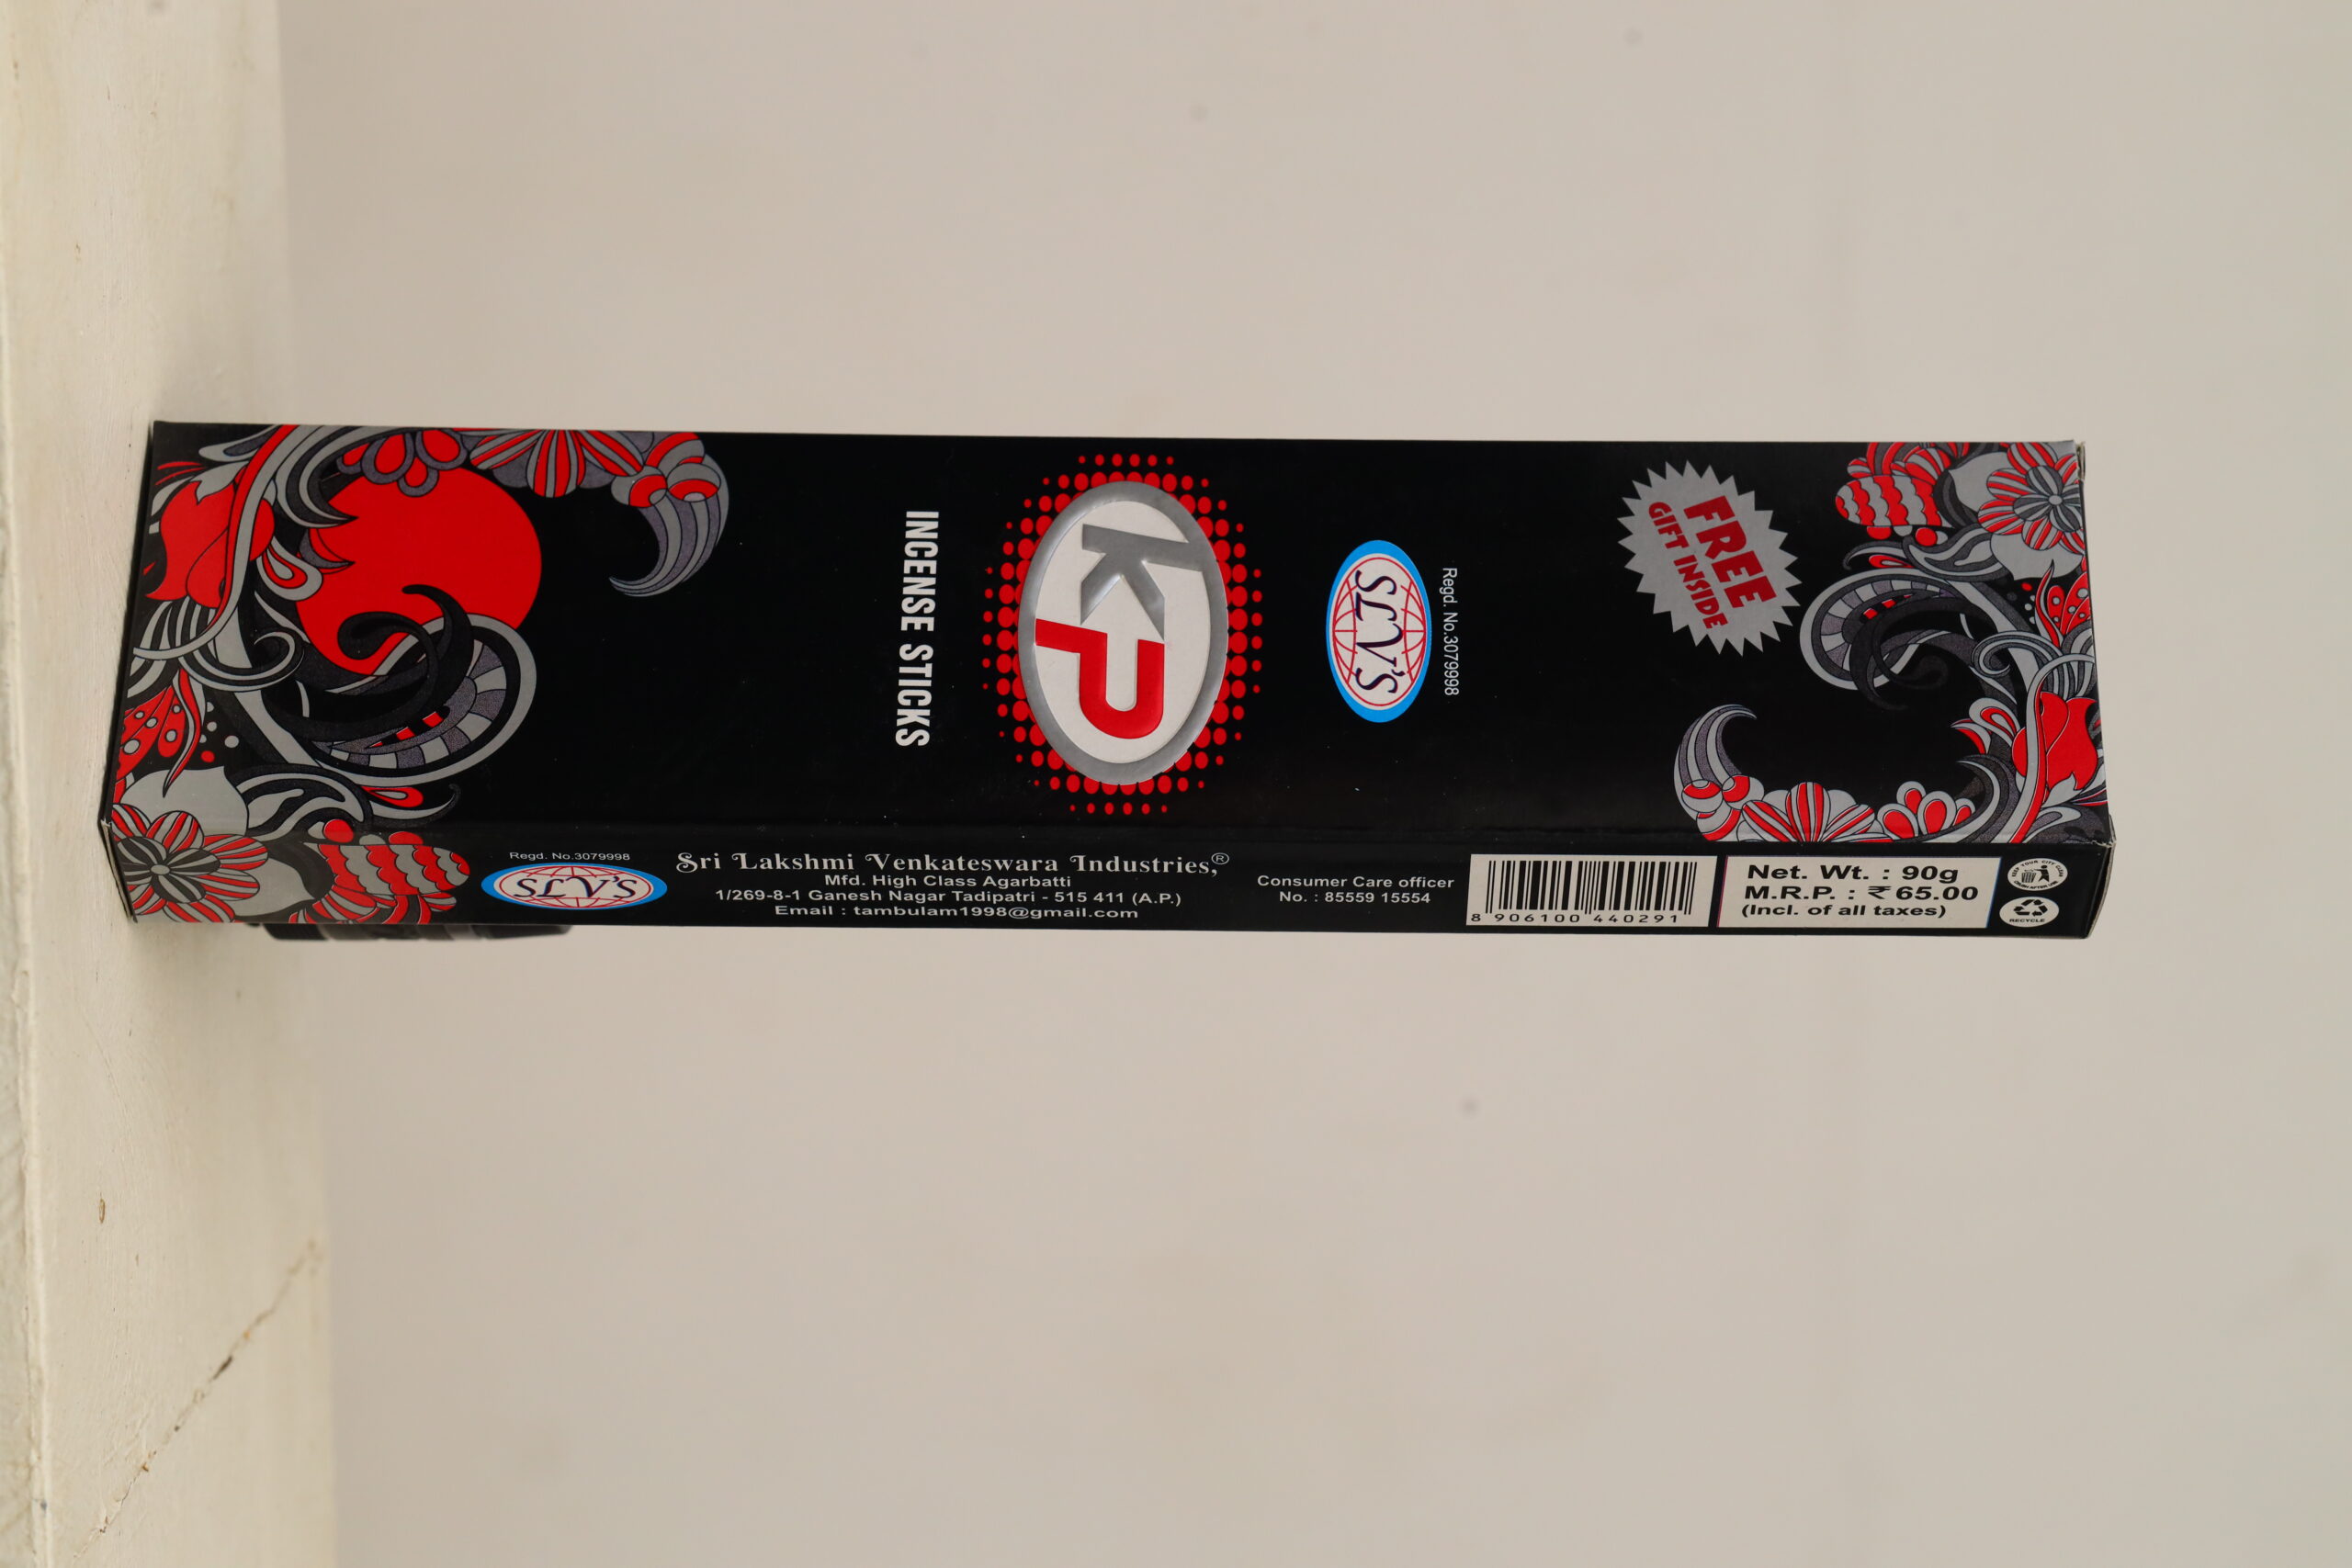 FREE
GIFT INSIDE
Regd. No.3079998
SLV'S
KP
INCENSE STICKS
Regd. No.3079998
SLV'S
Sri Lakshmi Venkateswara Industries,®
Mfd. High Class Agarbatti
1/269-8-1 Ganesh Nagar Tadipatri - 515 411 (A.P.)
Email : tambulam1998@gmail.com
Consumer Care officer
No. : 85559 15554
8 906100 440291
Net. Wt. : 90g
M.R.P. : ₹ 65.00
(Incl. of all taxes)
RECYCLE